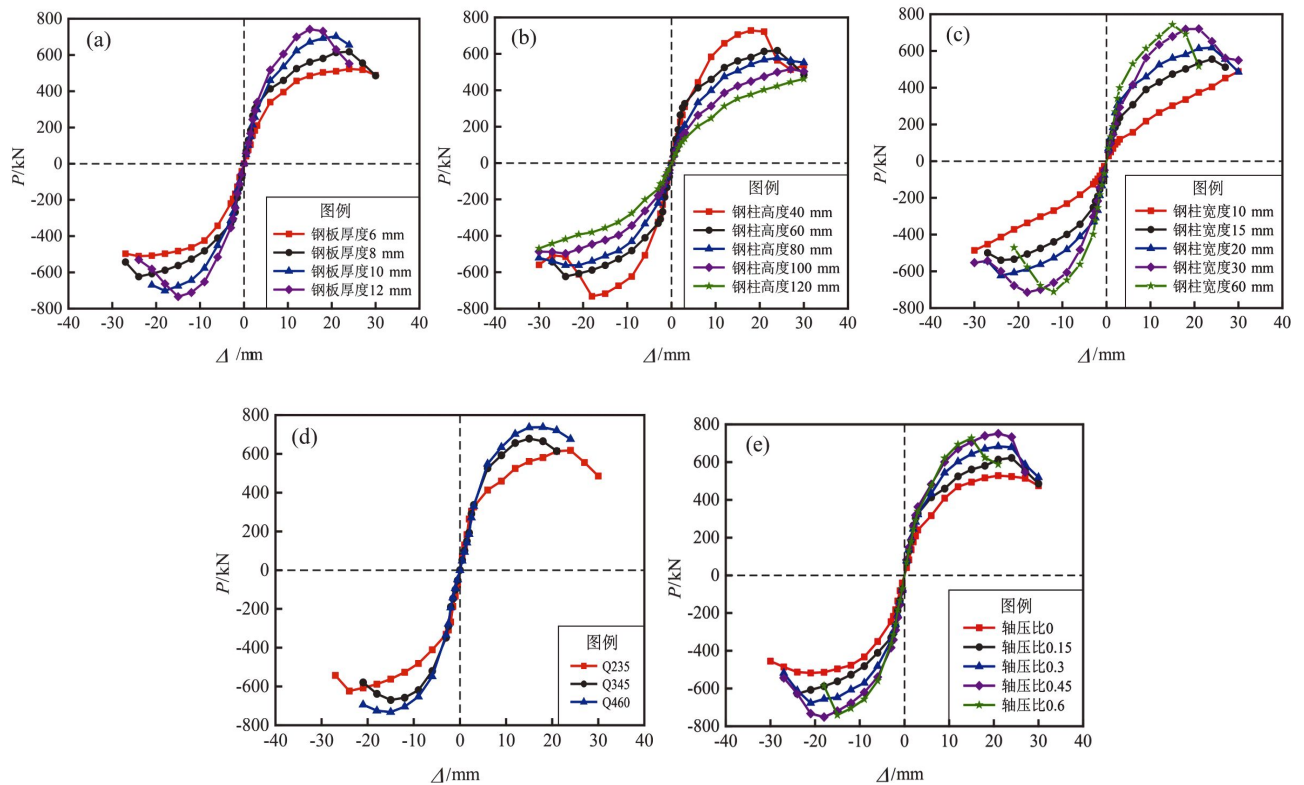 (a)
800
600
400
200
0
-200
-400
-600
-800
P/kN
图例
钢板厚度6 mm
钢板厚度8 mm
钢板厚度10 mm
钢板厚度12 mm
-40 -30 -20 -10 0 10 20 30 40
Δ/mm
(b)
800
600
400
200
0
-200
-400
-600
-800
P/kN
图例
钢柱高度40 mm
钢柱高度60 mm
钢柱高度80 mm
钢柱高度100 mm
钢柱高度120 mm
-40 -30 -20 -10 0 10 20 30 40
Δ/mm
(c)
800
600
400
200
0
-200
-400
-600
-800
P/kN
图例
钢柱宽度10 mm
钢柱宽度15 mm
钢柱宽度20 mm
钢柱宽度30 mm
钢柱宽度60 mm
-40 -30 -20 -10 0 10 20 30 40
Δ/mm
(d)
800
600
400
200
0
-200
-400
-600
-800
P/kN
图例
Q235
Q345
Q460
-40 -30 -20 -10 0 10 20 30 40
Δ/mm
(e)
800
600
400
200
0
-200
-400
-600
-800
P/kN
图例
轴压比0
轴压比0.15
轴压比0.3
轴压比0.45
轴压比0.6
-40 -30 -20 -10 0 10 20 30 40
Δ/mm